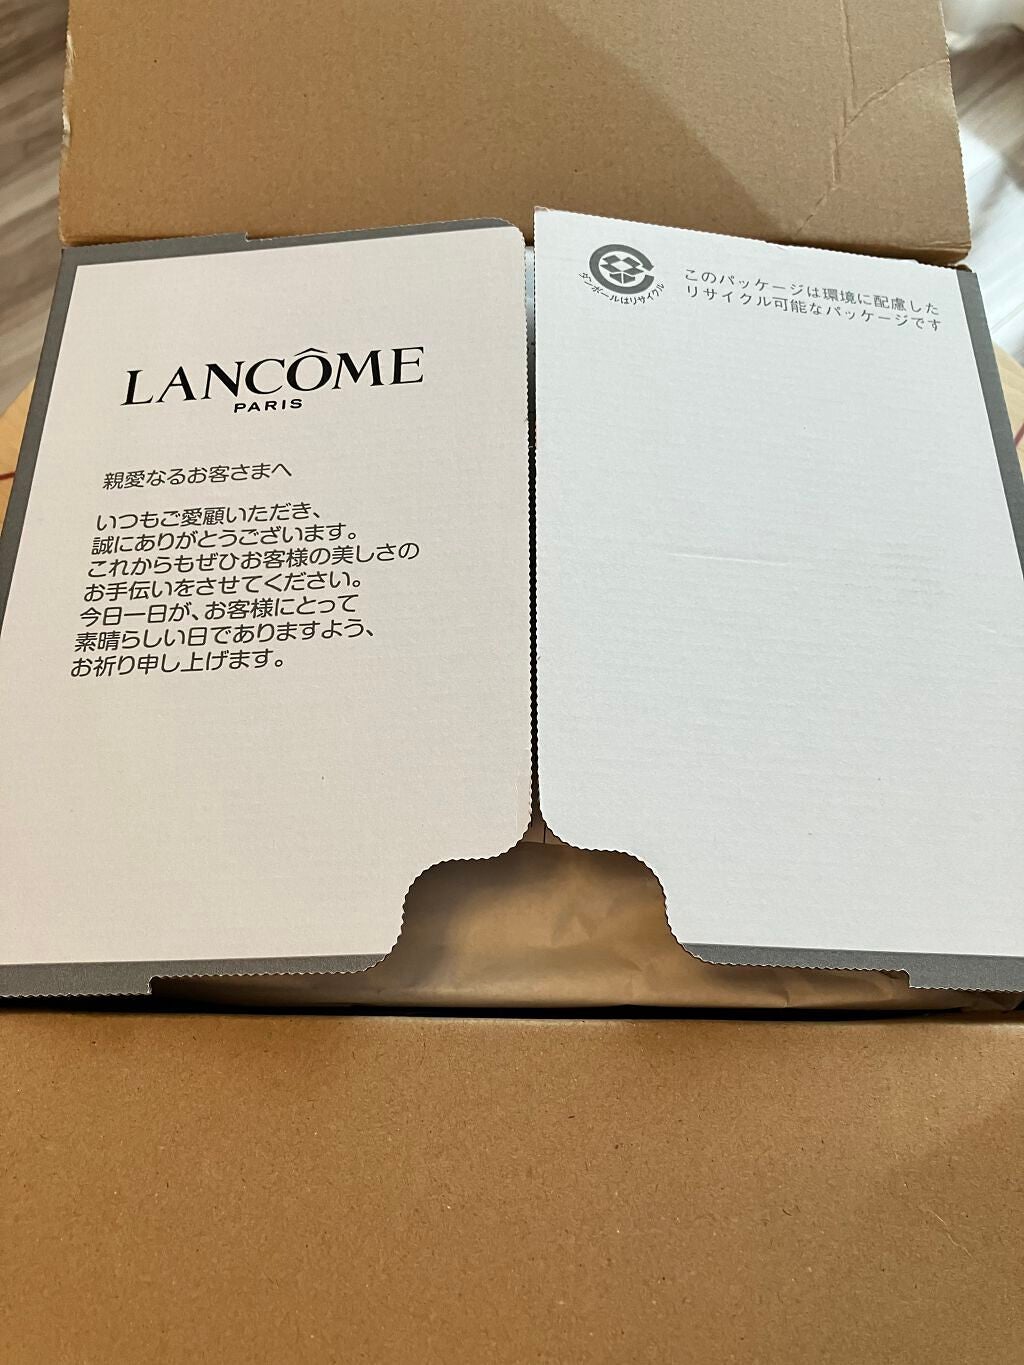 LANCÔME
PARIS
親愛なるお客さまへ
いつもご愛顧いただき、
誠にありがとうございます。
これからもぜひお客様の美しさの
お手伝いをさせてください。
今日一日が、お客様にとって
素晴らしい日でありますよう、
お祈り申し上げます。
ダンボールはリサイクル
このパッケージは環境に配慮した
リサイクル可能なパッケージです